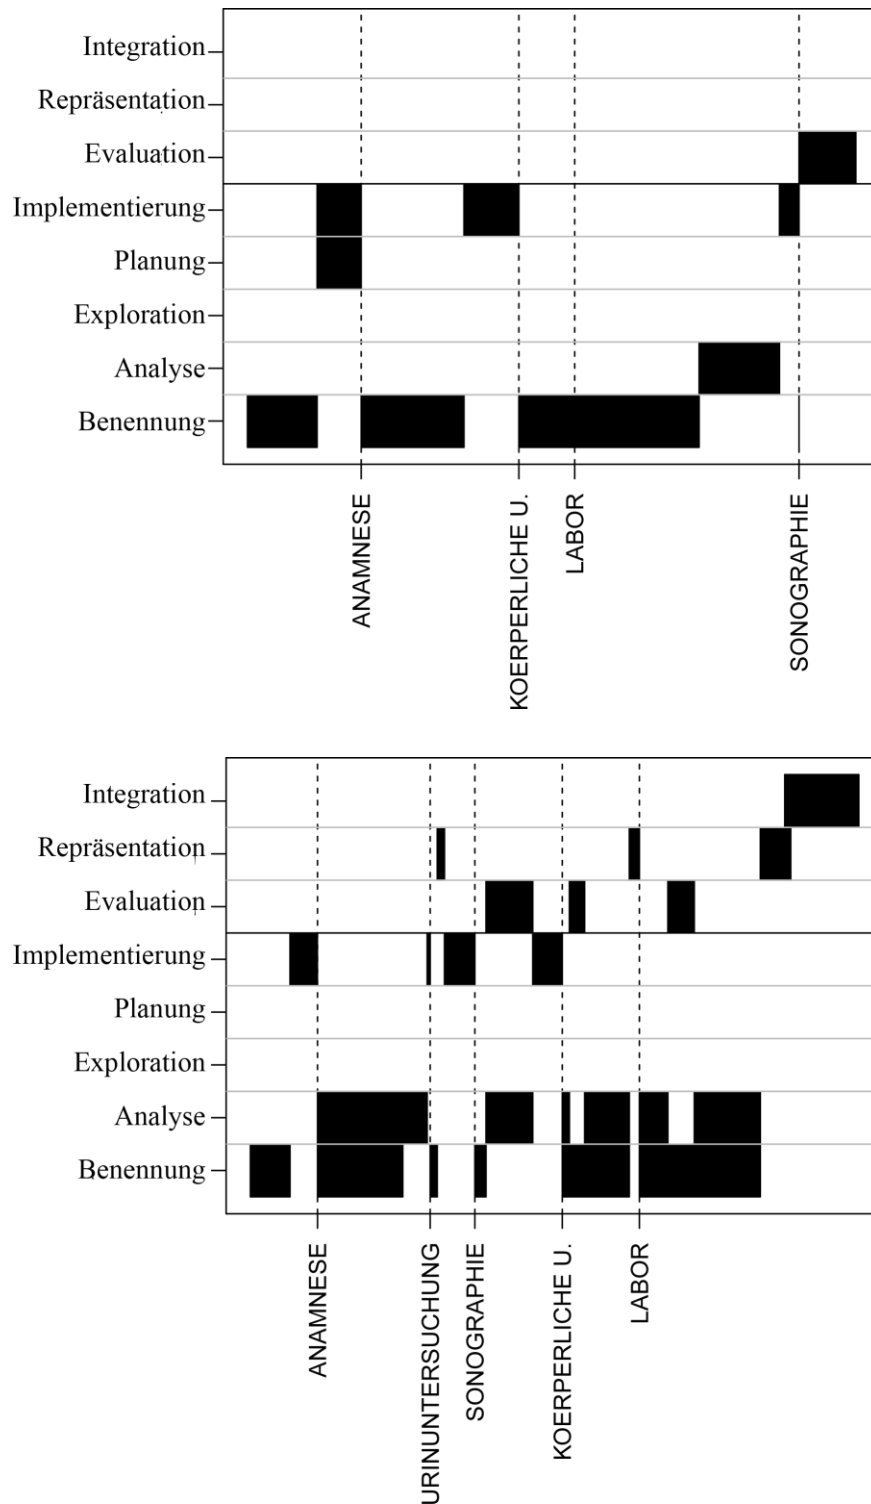 Integration
Repräsentation
Evaluation
Implementierung
Planung
Exploration
Analyse
Benennung
ANAMNESE
KOERPERLICHE U.
LABOR
SONOGRAPHIE
Integration
Repräsentation
Evaluation
Implementierung
Planung
Exploration
Analyse
Benennung
ANAMNESE
URINUNTERSUCHUNG
SONOGRAPHIE
KOERPERLICHE U.
LABOR